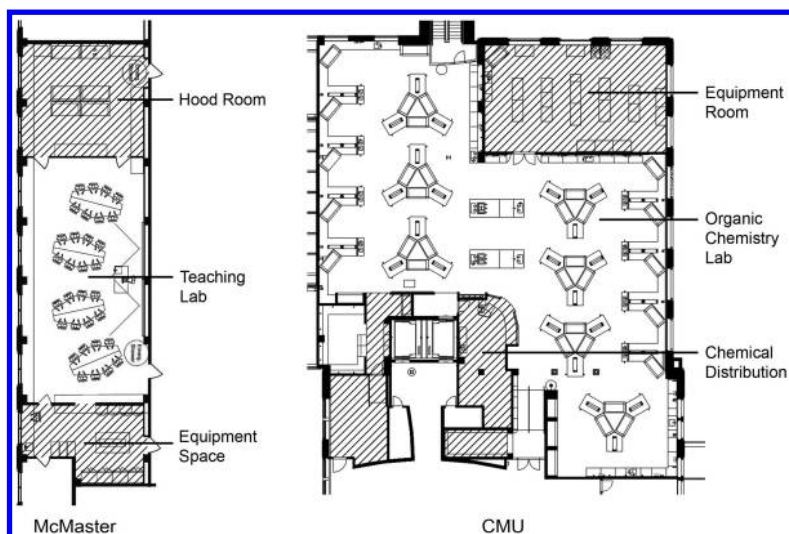 Hood Room
Teaching
Lab
Equipment
Space
McMaster
Equipment
Room
Organic
Chemistry
Lab
Chemical
Distribution
CMU